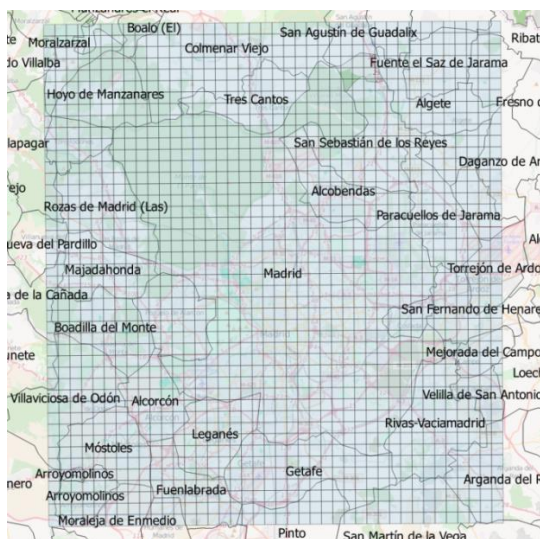 Boalo (El)
San Agustín de Guadalix
Moralzarzal
Colmenar Viejo
Ribat
do Villalba
Fuente el Saz de Jarama
Hoyo de Manzanares
Tres Cantos
Algete
Fresno d
lapagar
San Sebastián de los Reyes
Daganzo de Ar
rejo
Alcobendas
Rozas de Madrid (Las)
Paracuellos de Jarama
ueva del Pardillo
Majadahonda
Madrid
Torrejón de Ardo
a de la Cañada
San Fernando de Henare
Boadilla del Monte
unete
Mejorada del Campo
Loech
Villaviciosa de Odón
Alcorcón
Velilla de San Antonio
Rivas-Vaciamadrid
Leganés
Móstoles
Arroyomolinos
Getafe
nero
Arganda del R
Arroyomolinos
Fuenlabrada
Moraleja de Enmedio
Pinto
San Martín de la Vega